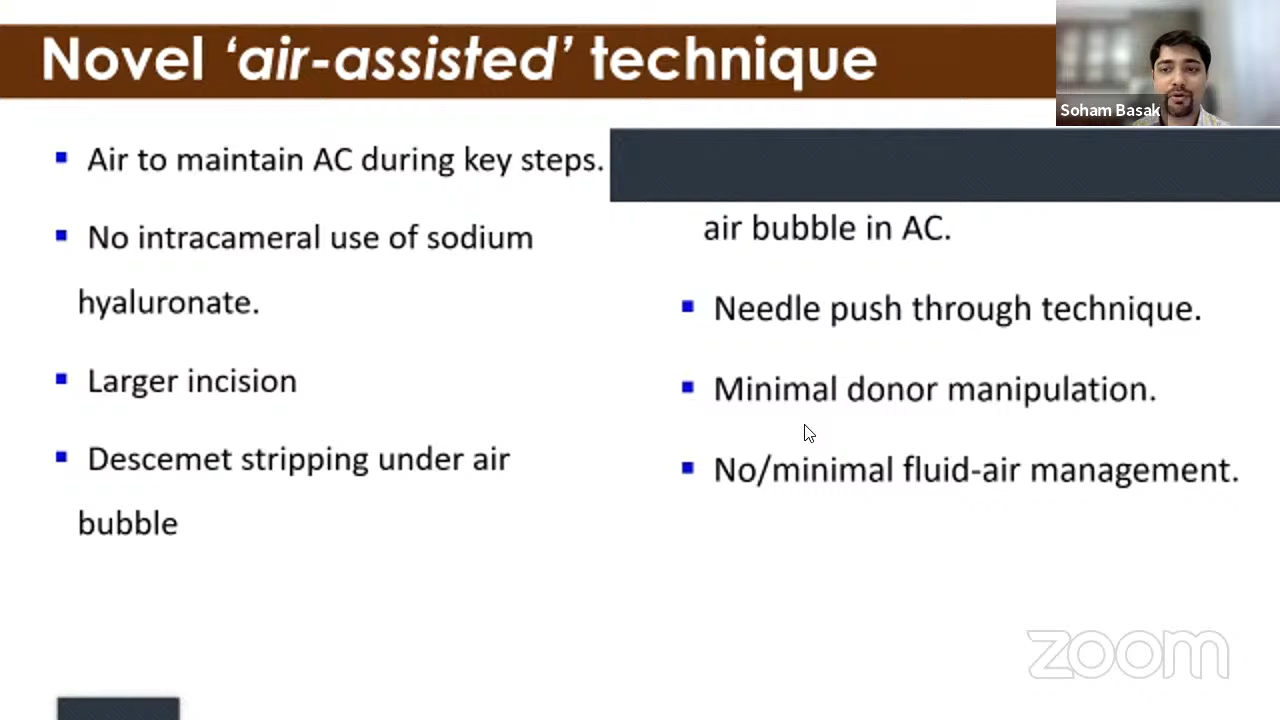 Novel ‘air-assisted’ technique
Soham Basak
Air to maintain AC during key steps.
No intracameral use of sodium
hyaluronate.
Larger incision
Descemet stripping under air
bubble
air bubble in AC.
Needle push through technique.
Minimal donor manipulation.
No/minimal fluid-air management.
zoom